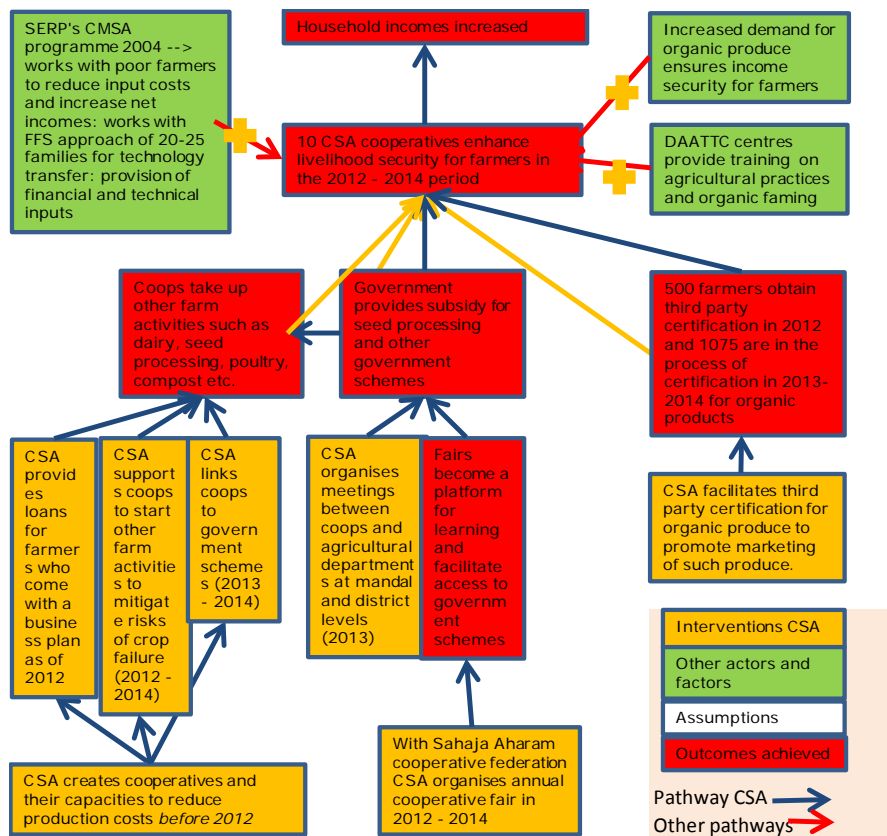 SERP's CMSA
programme 2004 -->
works with poor farmers
to reduce input costs
and increase net
incomes: works with
FFS approach of 20-25
families for technology
transfer: provision of
financial and technical
inputs
Household incomes increased
Increased demand for
organic produce
ensures income
security for farmers
10 CSA cooperatives enhance
livelihood security for farmers in
the 2012 - 2014 period
DAATTC centres
provide training on
agricultural practices
and organic faming
Coops take up
other farm
activities such as
dairy, seed
processing, poultry,
compost etc.
Government
provides subsidy for
seed processing
and other
government
schemes
500 farmers obtain
third party
certification in 2012
and 1075 are in the
process of
certification in 2013-
2014 for organic
products
CSA
provid
es
loans
for
farmer
s who
come
with a
busine
ss plan
as of
2012
CSA
support
s coops
to start
other
farm
activitie
s to
mitigat
e risks
of crop
failure
(2012 -
2014)
CSA
links
coops
to
govern
ment
scheme
s (2013
- 2014)
CSA
organises
meetings
between
coops and
agricultural
department
s at mandal
and district
levels
(2013)
Fairs
become a
platform
for
learning
and
facilitate
access to
governm
ent
schemes
CSA facilitates third
party certification for
organic produce to
promote marketing
of such produce.
CSA creates cooperatives and
their capacities to reduce
production costs before 2012
With Sahaja Aharam
cooperative federation
CSA organises annual
cooperative fair in
2012 - 2014
Interventions CSA
Other actors and
factors
Assumptions
Outcomes achieved
Pathway CSA
Other pathways